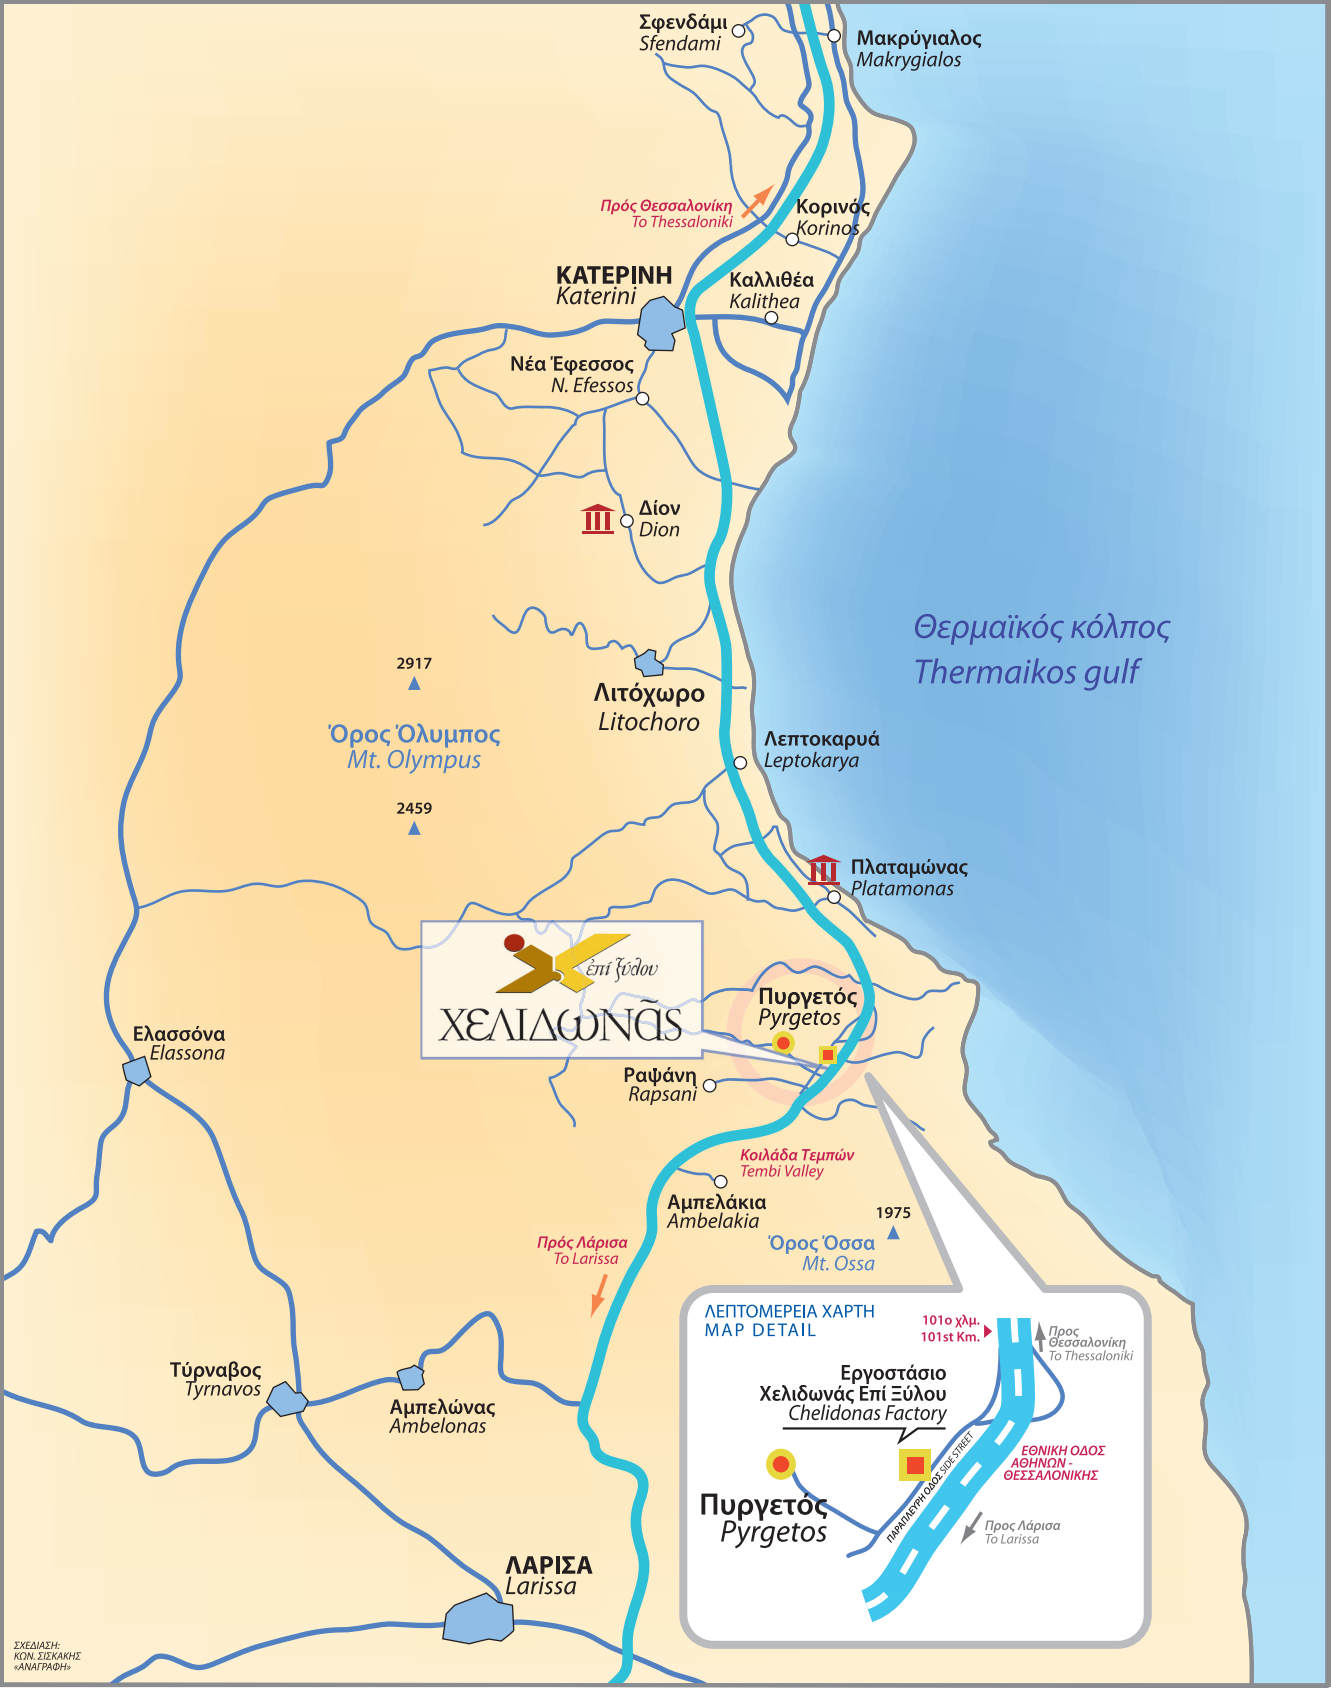 Σφενδάμι
Sfendami
Μακρύγιαλος
Makrygialos
Πρός Θεσσαλονίκη
To Thessaloniki
Κορινός
Korinos
ΚΑΤΕΡΙΝΗ
Katerini
Καλλιθέα
Kalithea
Νέα Έφεσσος
N. Efessos
Δίον
Dion
Θερμαϊκός κόλπος
Thermaikos gulf
2917
Λιτόχωρο
Litochoro
Όρος Όλυμπος
Mt. Olympus
Λεπτοκαρυά
Leptokarya
2459
Πλαταμώνας
Platamonas
ἐπί ξύλου
ΧΕΛΙΔωΝᾶς
Πυργετός
Pyrgetos
Ελασσόνα
Elassona
Ραψάνη
Rapsani
Κοιλάδα Τεμπών
Tembi Valley
Αμπελάκια
Ambelakia
1975
Όρος Όσσα
Mt. Ossa
Πρός Λάρισα
To Larissa
ΛΕΠΤΟΜΕΡΕΙΑ ΧΑΡΤΗ
MAP DETAIL
101ο χλμ.
101st Km.
Προς
Θεσσαλονίκη
To Thessaloniki
Εργοστάσιο
Χελιδωνάς Επί Ξύλου
Chelidonas Factory
ΕΘΝΙΚΗ ΟΔΟΣ
ΑΘΗΝΩΝ -
ΘΕΣΣΑΛΟΝΙΚΗΣ
ΠΑΡΑΠΛΕΥΡΗ ΟΔΟΣ SIDE STREET
Πυργετός
Pyrgetos
Προς Λάρισα
To Larissa
Τύρναβος
Tyrnavos
Αμπελώνας
Ambelonas
ΛΑΡΙΣΑ
Larissa
ΣΧΕΔΙΑΣΗ:
ΚΩΝ. ΣΙΣΚΑΚΗΣ
«ΑΝΑΓΡΑΦΗ»